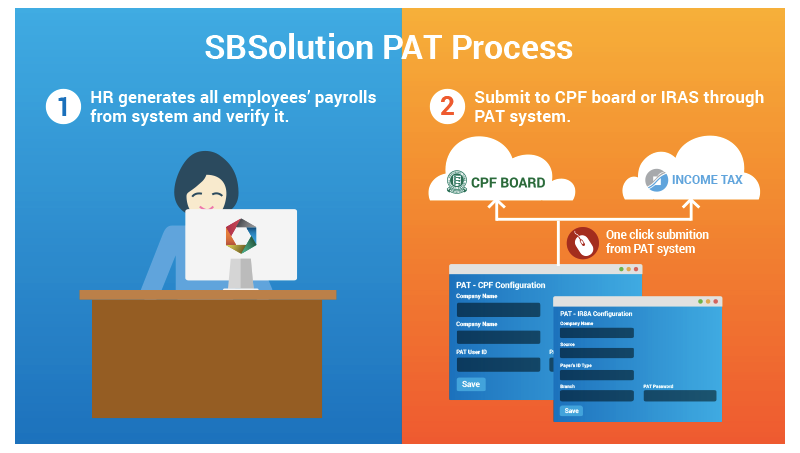 SBSolution PAT Process
1
HR generates all employees' payrolls
from system and verify it.
2
Submit to CPF board or IRAS through
PAT system.
CPF BOARD
INCOME TAX
One click submition
from PAT system
PAT - CPF Configuration
Company Name
Company Name
PAT User ID
P
Save
PAT - IR8A Configuration
Company Name
Source
Payer's ID Type
Branch
PAT Password
Save